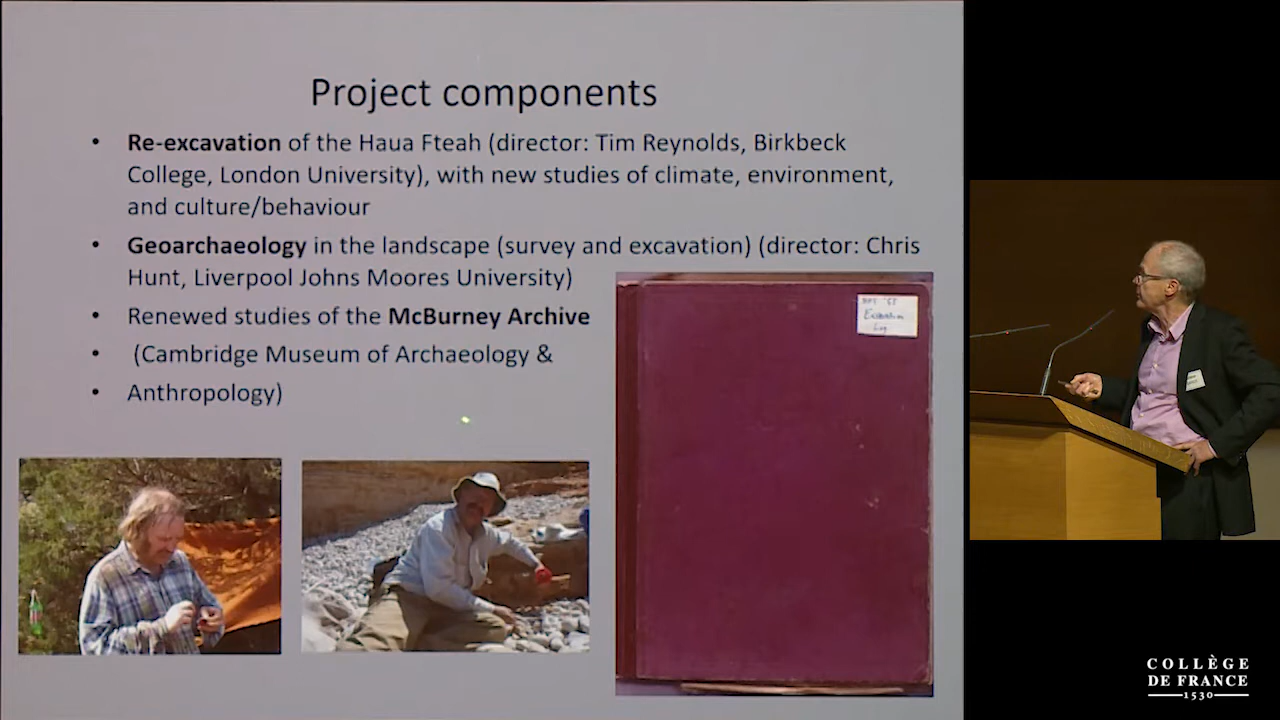 Project components
• Re-excavation of the Haua Fteah (director: Tim Reynolds, Birkbeck
College, London University), with new studies of climate, environment,
and culture/behaviour
• Geoarchaeology in the landscape (survey and excavation) (director: Chris
Hunt, Liverpool Johns Moores University)
• Renewed studies of the McBurney Archive
• (Cambridge Museum of Archaeology &
• Anthropology)
Excavation
Log
COLLÈGE
DE FRANCE
1530